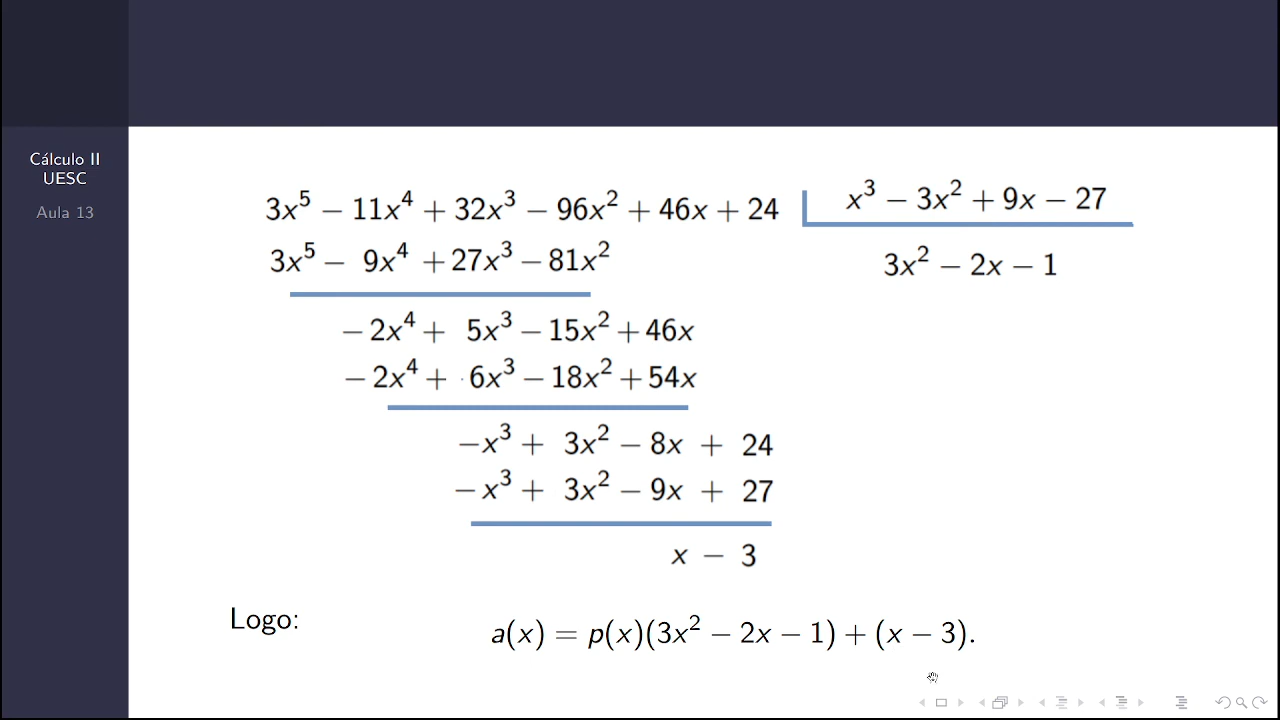 Cálculo II
UESC
Aula 13
3x⁵ − 11x⁴ + 32x³ − 96x² + 46x + 24
x³ − 3x² + 9x − 27
3x⁵ − 9x⁴ + 27x³ − 81x²
3x² − 2x − 1
− 2x⁴ + 5x³ − 15x² + 46x
− 2x⁴ + 6x³ − 18x² + 54x
−x³ + 3x² − 8x + 24
−x³ + 3x² − 9x + 27
x − 3
Logo:
a(x) = p(x)(3x² − 2x − 1) + (x − 3).